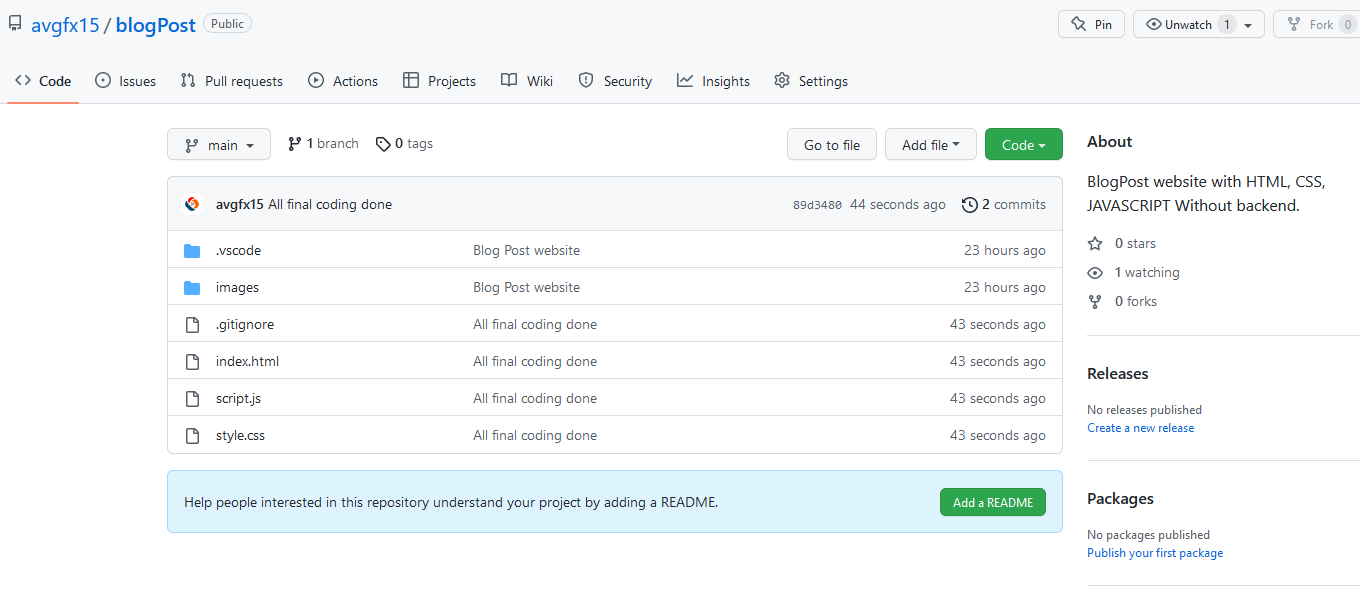 avgfx15 / blogPost Public Pin Unwatch 1 Fork 0
Code Issues Pull requests Actions Projects Wiki Security Insights Settings
main 1 branch 0 tags Go to file Add file Code
avgfx15 All final coding done 89d3480 44 seconds ago 2 commits
.vscode Blog Post website 23 hours ago
images Blog Post website 23 hours ago
.gitignore All final coding done 43 seconds ago
index.html All final coding done 43 seconds ago
script.js All final coding done 43 seconds ago
style.css All final coding done 43 seconds ago
Help people interested in this repository understand your project by adding a README. Add a README
About
BlogPost website with HTML, CSS,
JAVASCRIPT Without backend.
0 stars
1 watching
0 forks
Releases
No releases published
Create a new release
Packages
No packages published
Publish your first package